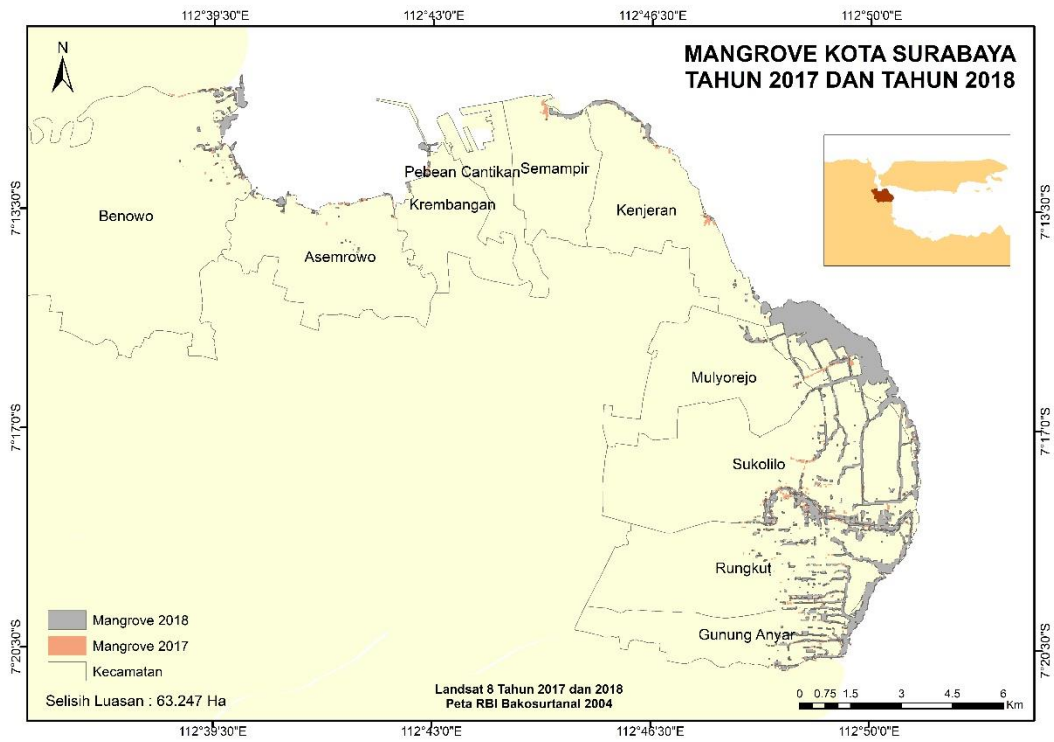 112°39'30"E 112°43'0"E 112°46'30"E 112°50'0"E
N
MANGROVE KOTA SURABAYA
TAHUN 2017 DAN TAHUN 2018
7°13'30"S
7°13'30"S
Pebean Cantikan
Semampir
Benowo
Krembangan
Kenjeran
Asemrowo
Mulyorejo
7°17'0"S
7°17'0"S
Sukolilo
Rungkut
Gunung Anyar
7°20'30"S
7°20'30"S
Mangrove 2018
Mangrove 2017
Kecamatan
Selisih Luasan : 63.247 Ha
Landsat 8 Tahun 2017 dan 2018
Peta RBI Bakosurtanal 2004
0 0.75 1.5 3 4.5 6
Km
112°39'30"E 112°43'0"E 112°46'30"E 112°50'0"E